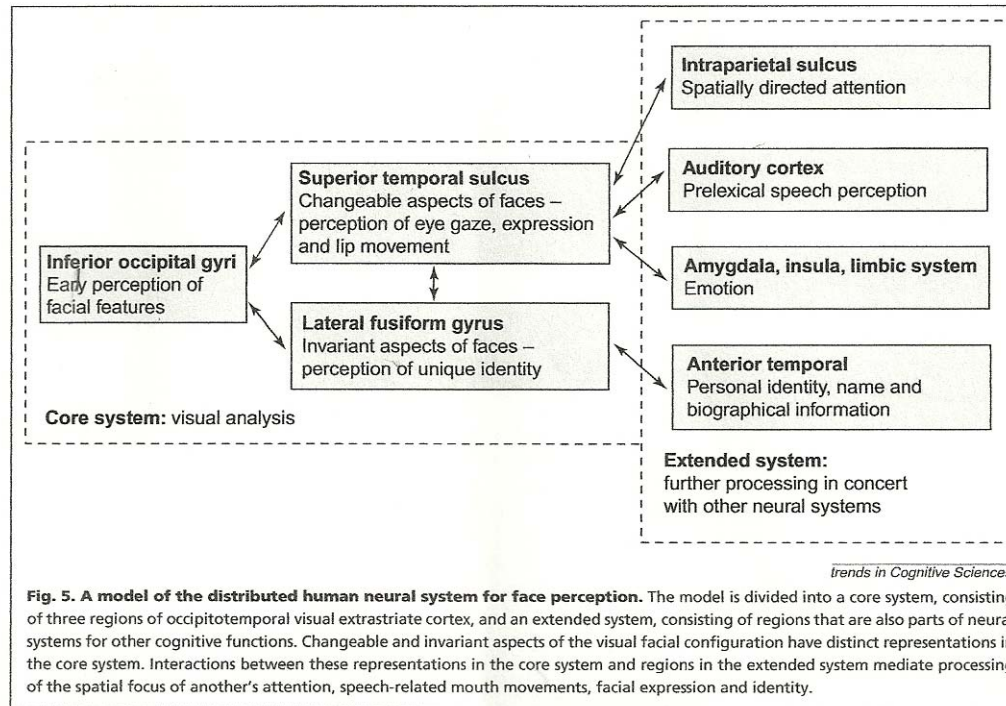 Intraparietal sulcus
Spatially directed attention
Superior temporal sulcus
Changeable aspects of faces –
perception of eye gaze, expression
and lip movement
Auditory cortex
Prelexical speech perception
Inferior occipital gyri
Early perception of
facial features
Amygdala, insula, limbic system
Emotion
Lateral fusiform gyrus
Invariant aspects of faces –
perception of unique identity
Anterior temporal
Personal identity, name and
biographical information
Core system: visual analysis
Extended system:
further processing in concert
with other neural systems
trends in Cognitive Sciences
Fig. 5. A model of the distributed human neural system for face perception. The model is divided into a core system, consistin
of three regions of occipitotemporal visual extrastriate cortex, and an extended system, consisting of regions that are also parts of neura
systems for other cognitive functions. Changeable and invariant aspects of the visual facial configuration have distinct representations i
the core system. Interactions between these representations in the core system and regions in the extended system mediate processing
of the spatial focus of another's attention, speech-related mouth movements, facial expression and identity.